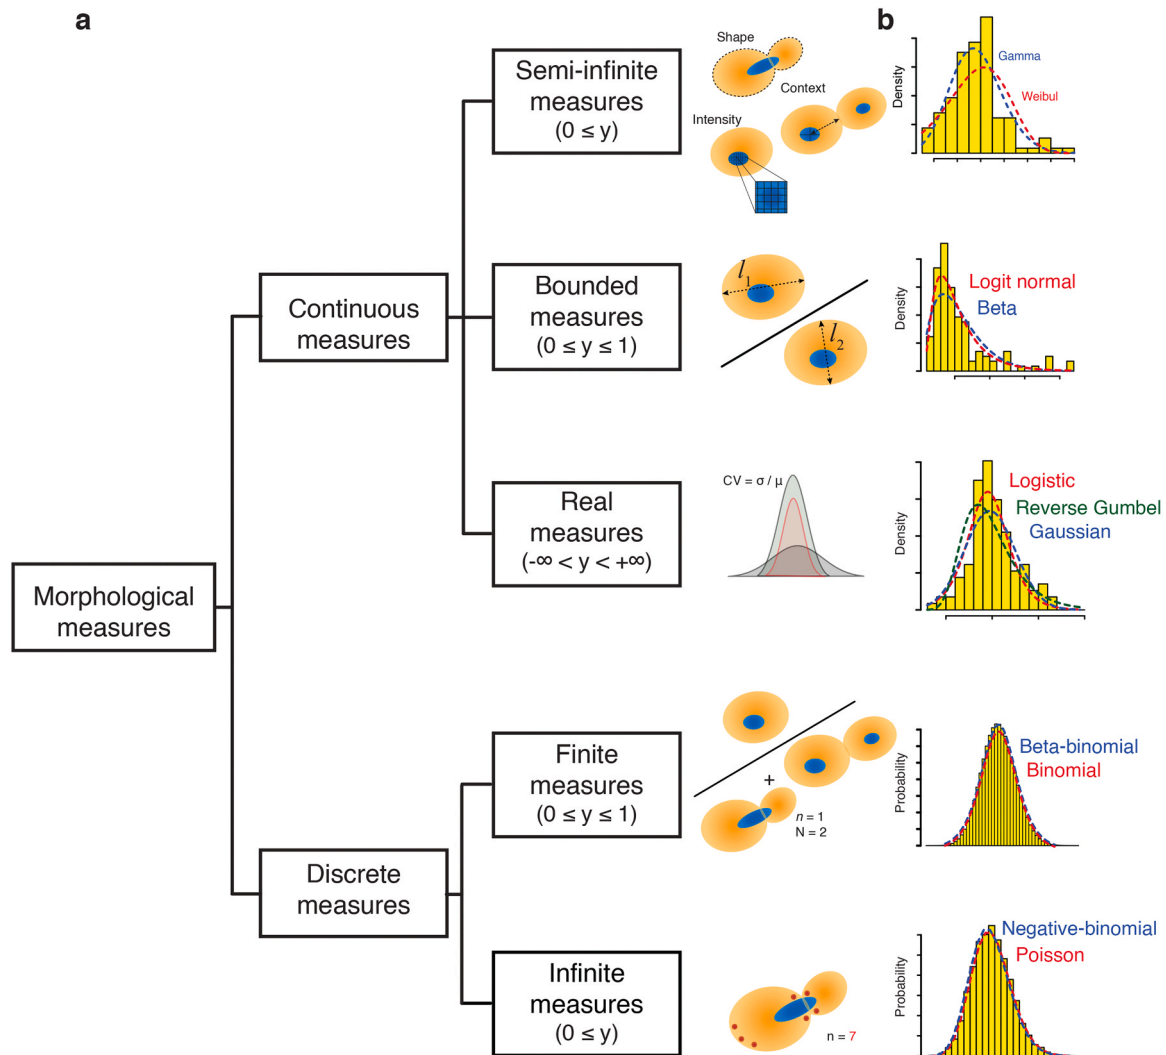 a
b
Semi-infinite
measures
(0 ≤ y)
Shape
Context
Intensity
Density
Gamma
Weibul
Continuous
measures
Bounded
measures
(0 ≤ y ≤ 1)
l1
l2
Density
Logit normal
Beta
Real
measures
(-∞ < y < +∞)
CV = σ / μ
Density
Logistic
Reverse Gumbel
Gaussian
Morphological
measures
Finite
measures
(0 ≤ y ≤ 1)
+
n = 1
N = 2
Probability
Beta-binomial
Binomial
Discrete
measures
Infinite
measures
(0 ≤ y)
n = 7
Probability
Negative-binomial
Poisson